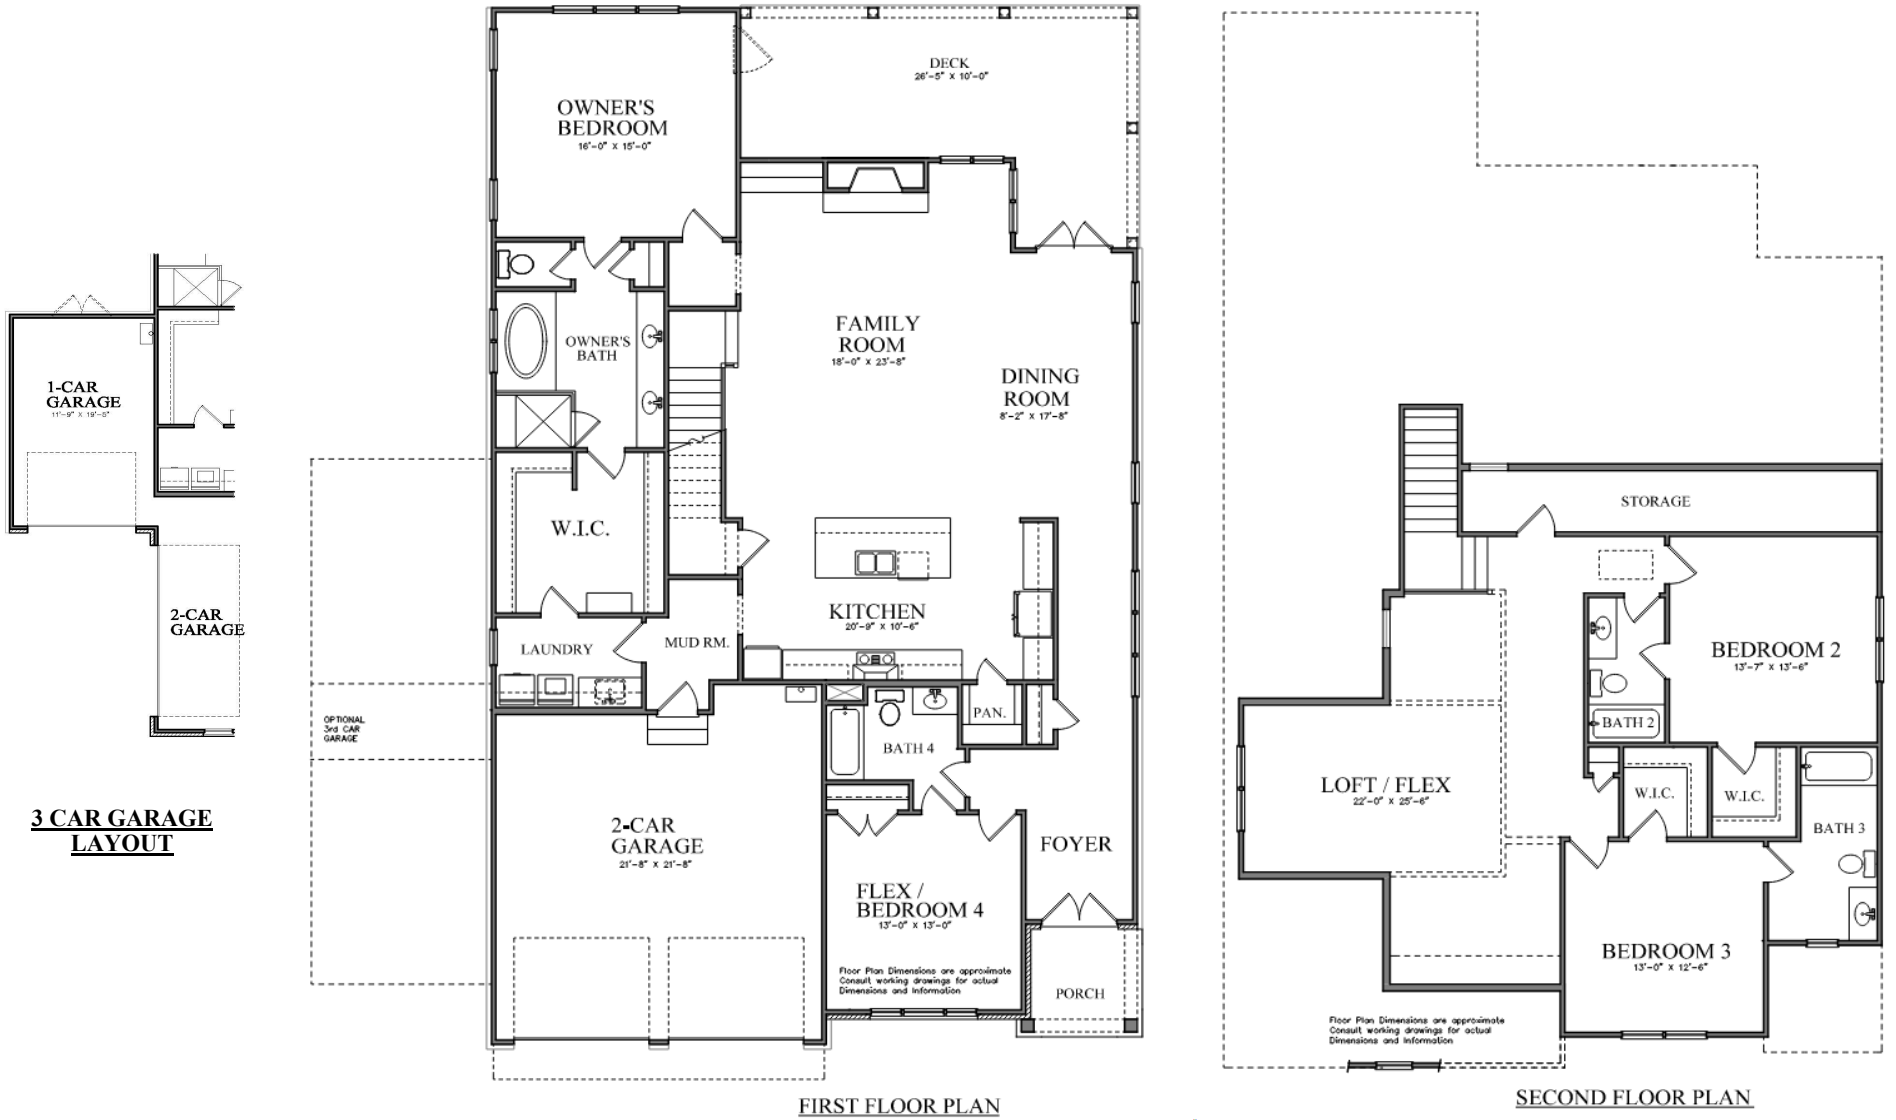 DECK
26'-5" X 10'-0"
OWNER'S
BEDROOM
16'-0" X 15'-0"
OWNER'S
BATH
FAMILY
ROOM
18'-0" X 23'-8"
DINING
ROOM
8'-2" X 17'-8"
1-CAR
GARAGE
11'-9" X 19'-5"
2-CAR
GARAGE
3 CAR GARAGE
LAYOUT
W.I.C.
KITCHEN
20'-9" X 10'-6"
LAUNDRY
MUD RM.
OPTIONAL
3rd CAR
GARAGE
PAN.
BATH 4
2-CAR
GARAGE
21'-8" X 21'-8"
FOYER
FLEX /
BEDROOM 4
13'-0" X 13'-0"
Floor Plan Dimensions are approximate
Consult working drawings for actual
Dimensions and Information
PORCH
FIRST FLOOR PLAN
STORAGE
BEDROOM 2
13'-7" X 13'-6"
BATH 2
LOFT / FLEX
22'-0" X 25'-6"
W.I.C.
W.I.C.
BATH 3
BEDROOM 3
13'-0" X 12'-6"
Floor Plan Dimensions are approximate
Consult working drawings for actual
Dimensions and Information
SECOND FLOOR PLAN